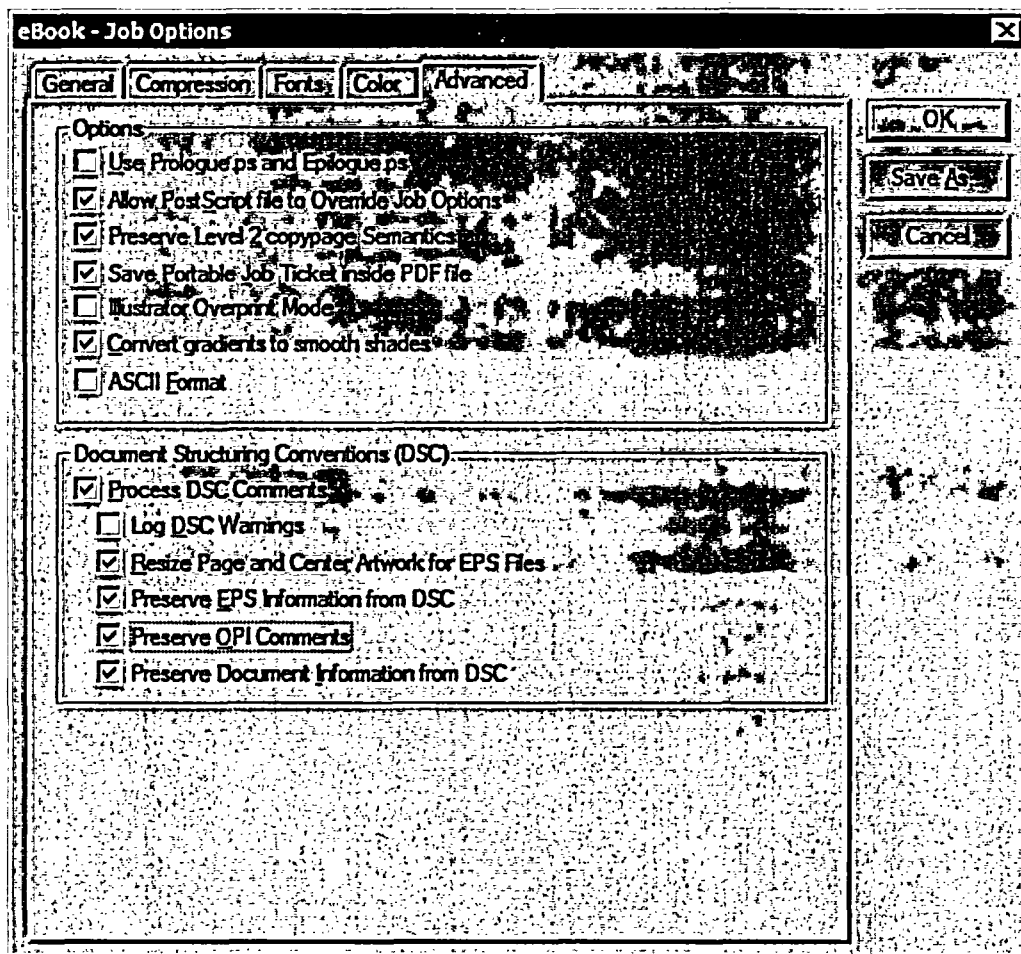 eBook - Job Options
General Compression Fonts Color Advanced
OK
Save As
Cancel
Options
Use Prologue.ps and Epilogue.ps
Allow PostScript file to Override Job Options
Preserve Level 2 copypage Semantics
Save Portable Job Ticket inside PDF file
Illustrator Overprint Mode
Convert gradients to smooth shades
ASCII Format
Document Structuring Conventions (DSC)
Process DSC Comments
Log DSC Warnings
Resize Page and Center Artwork for EPS Files
Preserve EPS Information from DSC
Preserve OPI Comments
Preserve Document Information from DSC